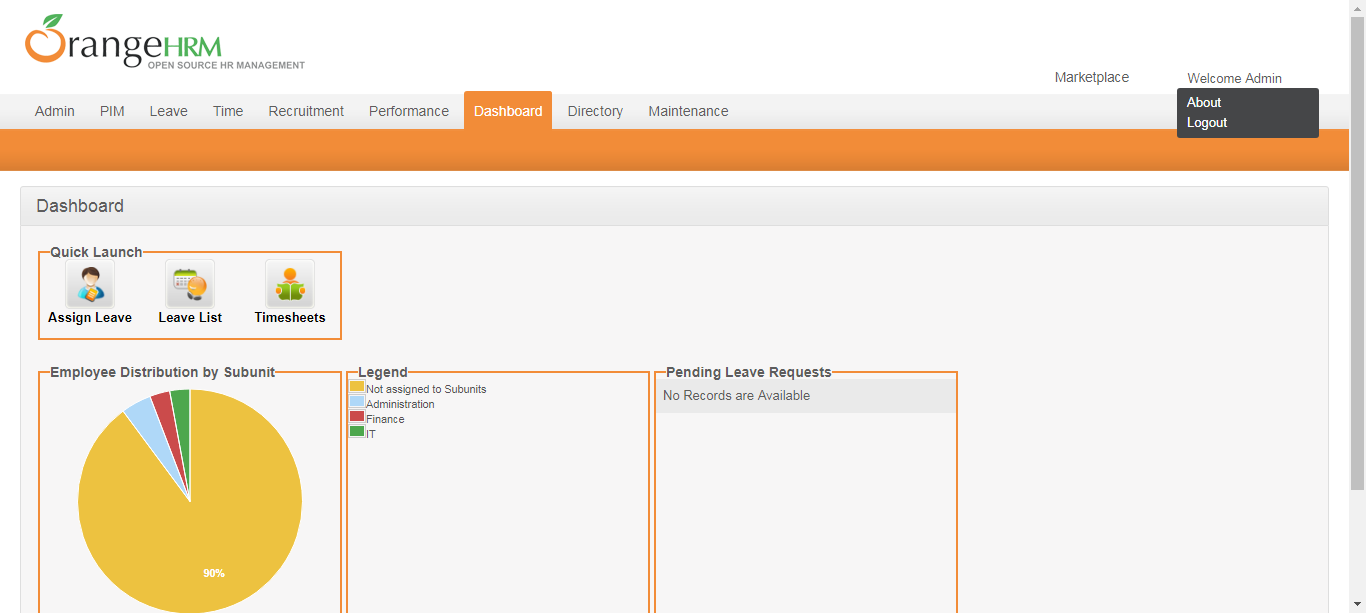 OrangeHRM
OPEN SOURCE HR MANAGEMENT
Marketplace Welcome Admin
About
Logout
Admin PIM Leave Time Recruitment Performance Dashboard Directory Maintenance
Dashboard
Quick Launch
Assign Leave Leave List Timesheets
Employee Distribution by Subunit
90%
Legend
Not assigned to Subunits
Administration
Finance
IT
Pending Leave Requests
No Records are Available